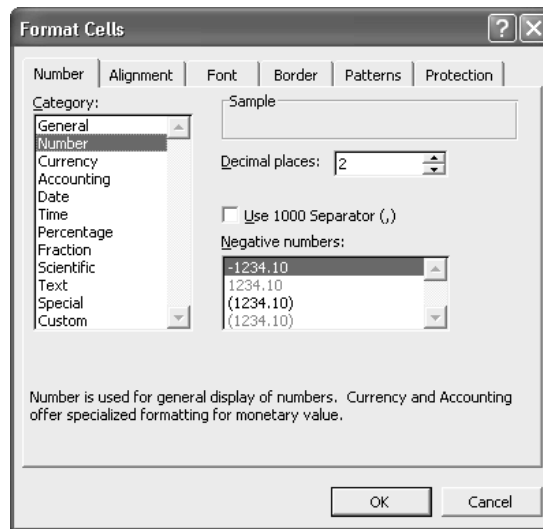 Format Cells
Number Alignment Font Border Patterns Protection
Category:
General
Number
Currency
Accounting
Date
Time
Percentage
Fraction
Scientific
Text
Special
Custom
Sample
Decimal places: 2
Use 1000 Separator (,)
Negative numbers:
-1234.10
1234.10
(1234.10)
(1234.10)
Number is used for general display of numbers. Currency and Accounting
offer specialized formatting for monetary value.
OK Cancel